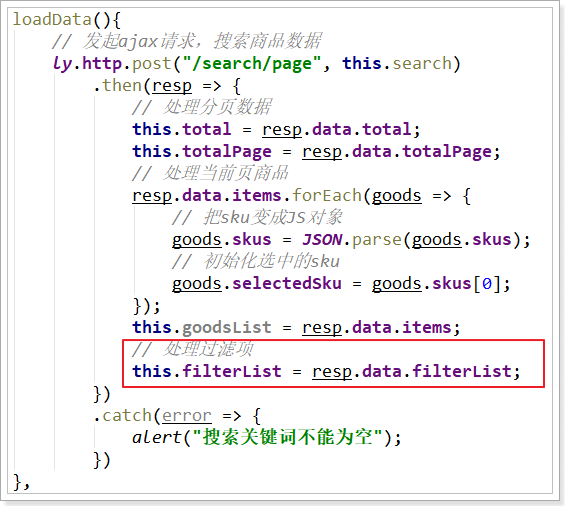 loadData(){
// 发起ajax请求，搜索商品数据
ly.http.post("/search/page", this.search)
.then(resp => {
// 处理分页数据
this.total = resp.data.total;
this.totalPage = resp.data.totalPage;
// 处理当前页商品
resp.data.items.forEach(goods => {
// 把sku变成JS对象
goods.skus = JSON.parse(goods.skus);
// 初始化选中的sku
goods.selectedSku = goods.skus[0];
});
this.goodsList = resp.data.items;
// 处理过滤项
this.filterList = resp.data.filterList;
})
.catch(error => {
alert("搜索关键词不能为空");
})
},